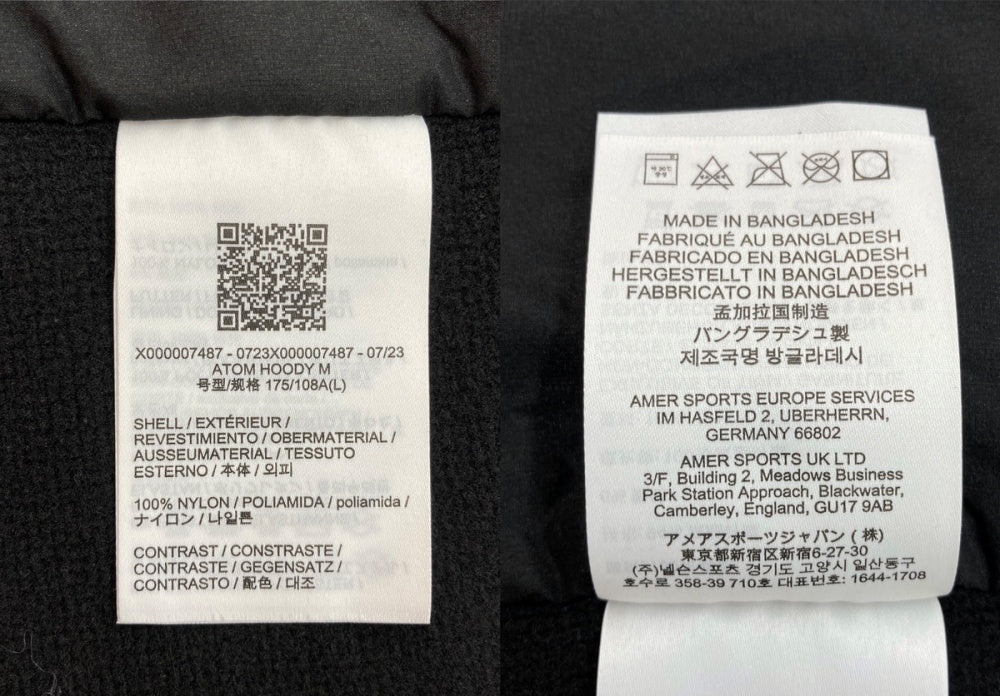 X000007487 - 0723X000007487 - 07/23
ATOM HOODY M
号型/规格 175/108A(L)
SHELL / EXTÉRIEUR /
REVESTIMIENTO / OBERMATERIAL /
AUSSEUMATERIAL / TESSUTO
ESTERNO / 本体 / 외피
100% NYLON / POLIAMIDA / poliamida /
ナイロン / 나일론
CONTRAST / CONSTRASTE /
CONTRASTE / GEGENSATZ /
CONTRASTO / 配色 / 대조
MADE IN BANGLADESH
FABRIQUÉ AU BANGLADESH
FABRICADO EN BANGLADESH
HERGESTELLT IN BANGLADESCH
FABBRICATO IN BANGLADESH
孟加拉国制造
バングラデシュ製
제조국명 방글라데시
AMER SPORTS EUROPE SERVICES
IM HASFELD 2, UBERHERRN,
GERMANY 66802
AMER SPORTS UK LTD
3/F, Building 2, Meadows Business
Park Station Approach, Blackwater,
Camberley, England, GU17 9AB
アメアスポーツジャパン (株)
東京都新宿区新宿6-27-30
(주)넬슨스포츠 경기도 고양시 일산동구
호수로 358-39 710호 대표번호: 1644-1708